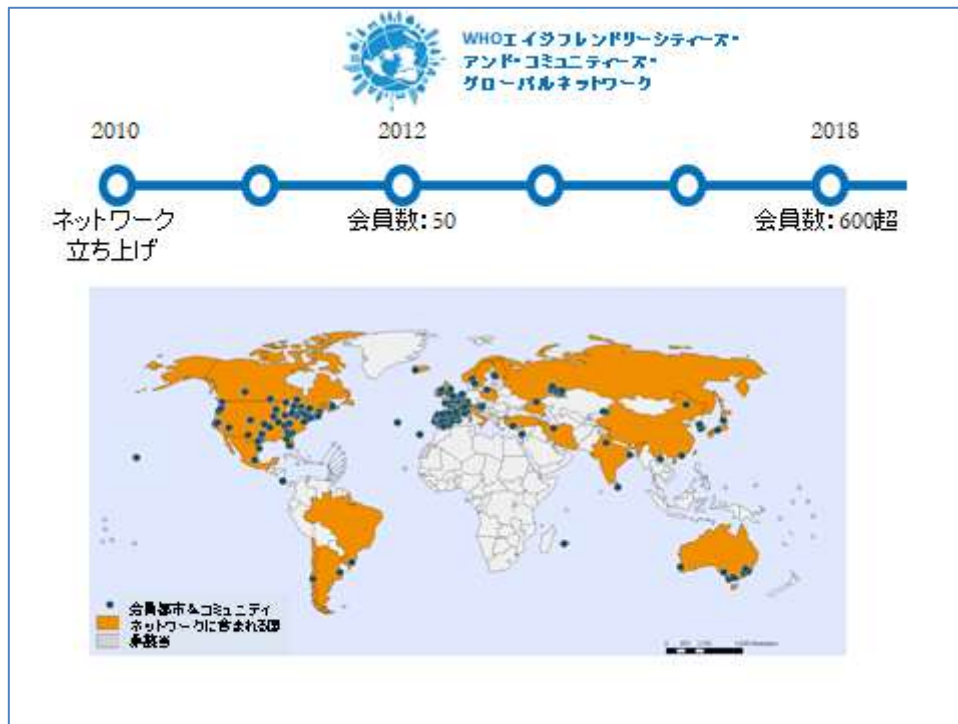 WHOエイジフレンドリーシティーズ・
アンド・コミュニティーズ・
グローバルネットワーク
2010
2012
2018
ネットワーク
立ち上げ
会員数：50
会員数：600超
会員都市&コミュニティ
ネットワークに含まれる国
非該当